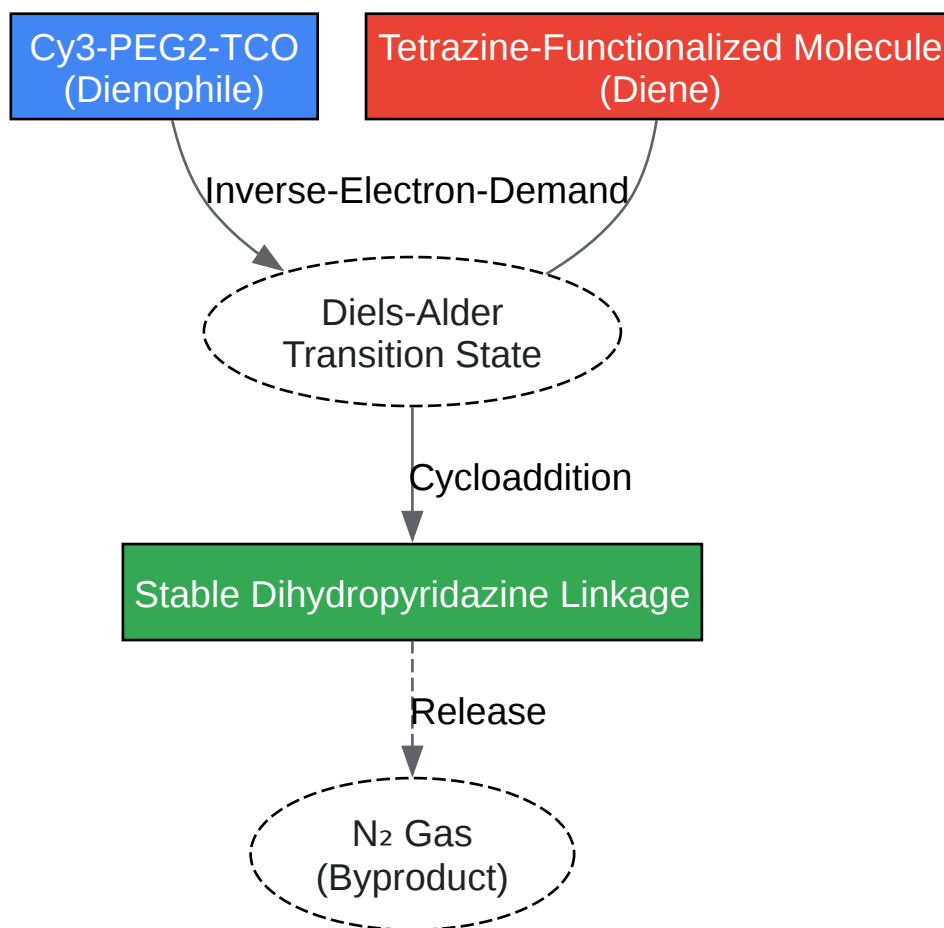 Cy3-PEG2-TCO
(Dienophile)
Tetrazine-Functionalized Molecule
(Diene)
Inverse-Electron-Demand
Diels-Alder
Transition State
Cycloaddition
Stable Dihydropyridazine Linkage
Release
N₂ Gas
(Byproduct)